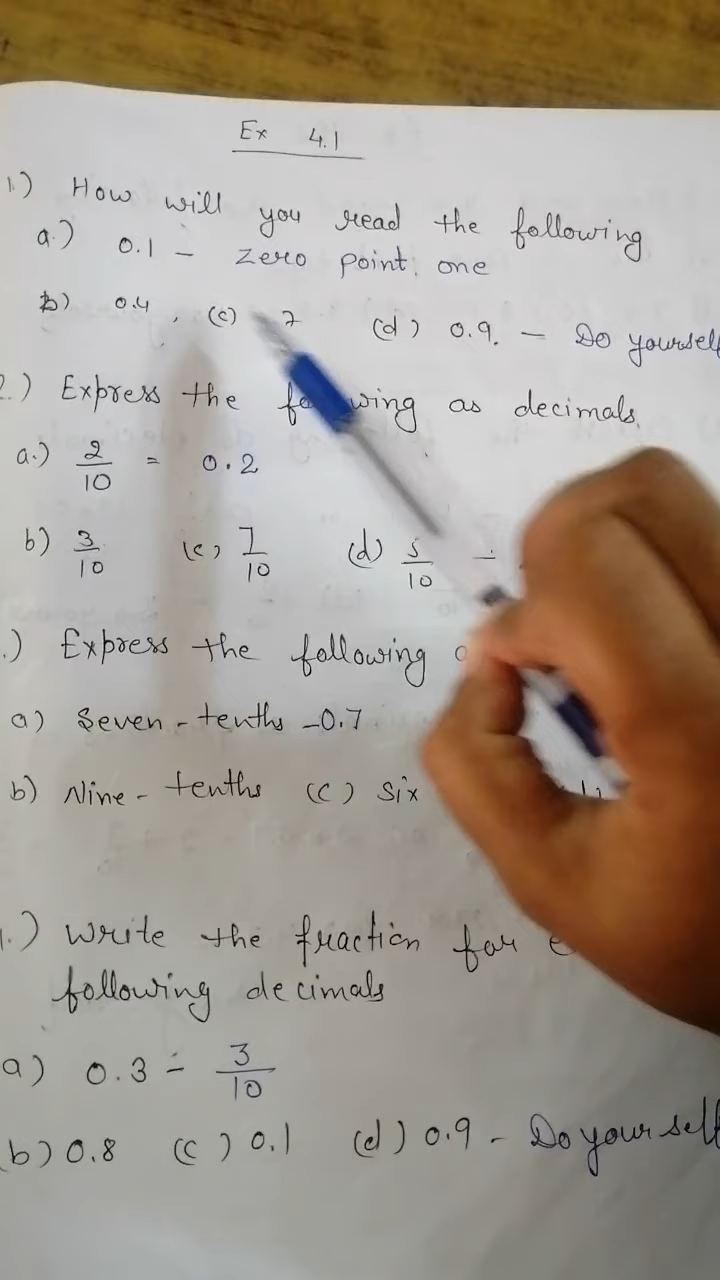 Ex 4.1
1.) How will you read the following
a.) 0.1 - zero point one
b) 0.4, (c) 7 (d) 0.9. - Do yourself
2.) Express the following as decimals.
a.) 2/10 = 0.2
b) 3/10 (c) 7/10 (d) 5/10 -
.) Express the following
a) Seven-tenths -0.7
b) Nine-tenths (c) Six
.) Write the fraction for
following decimals
a) 0.3 - 3/10
(b) 0.8 (c) 0.1 (d) 0.9 - Do yourself